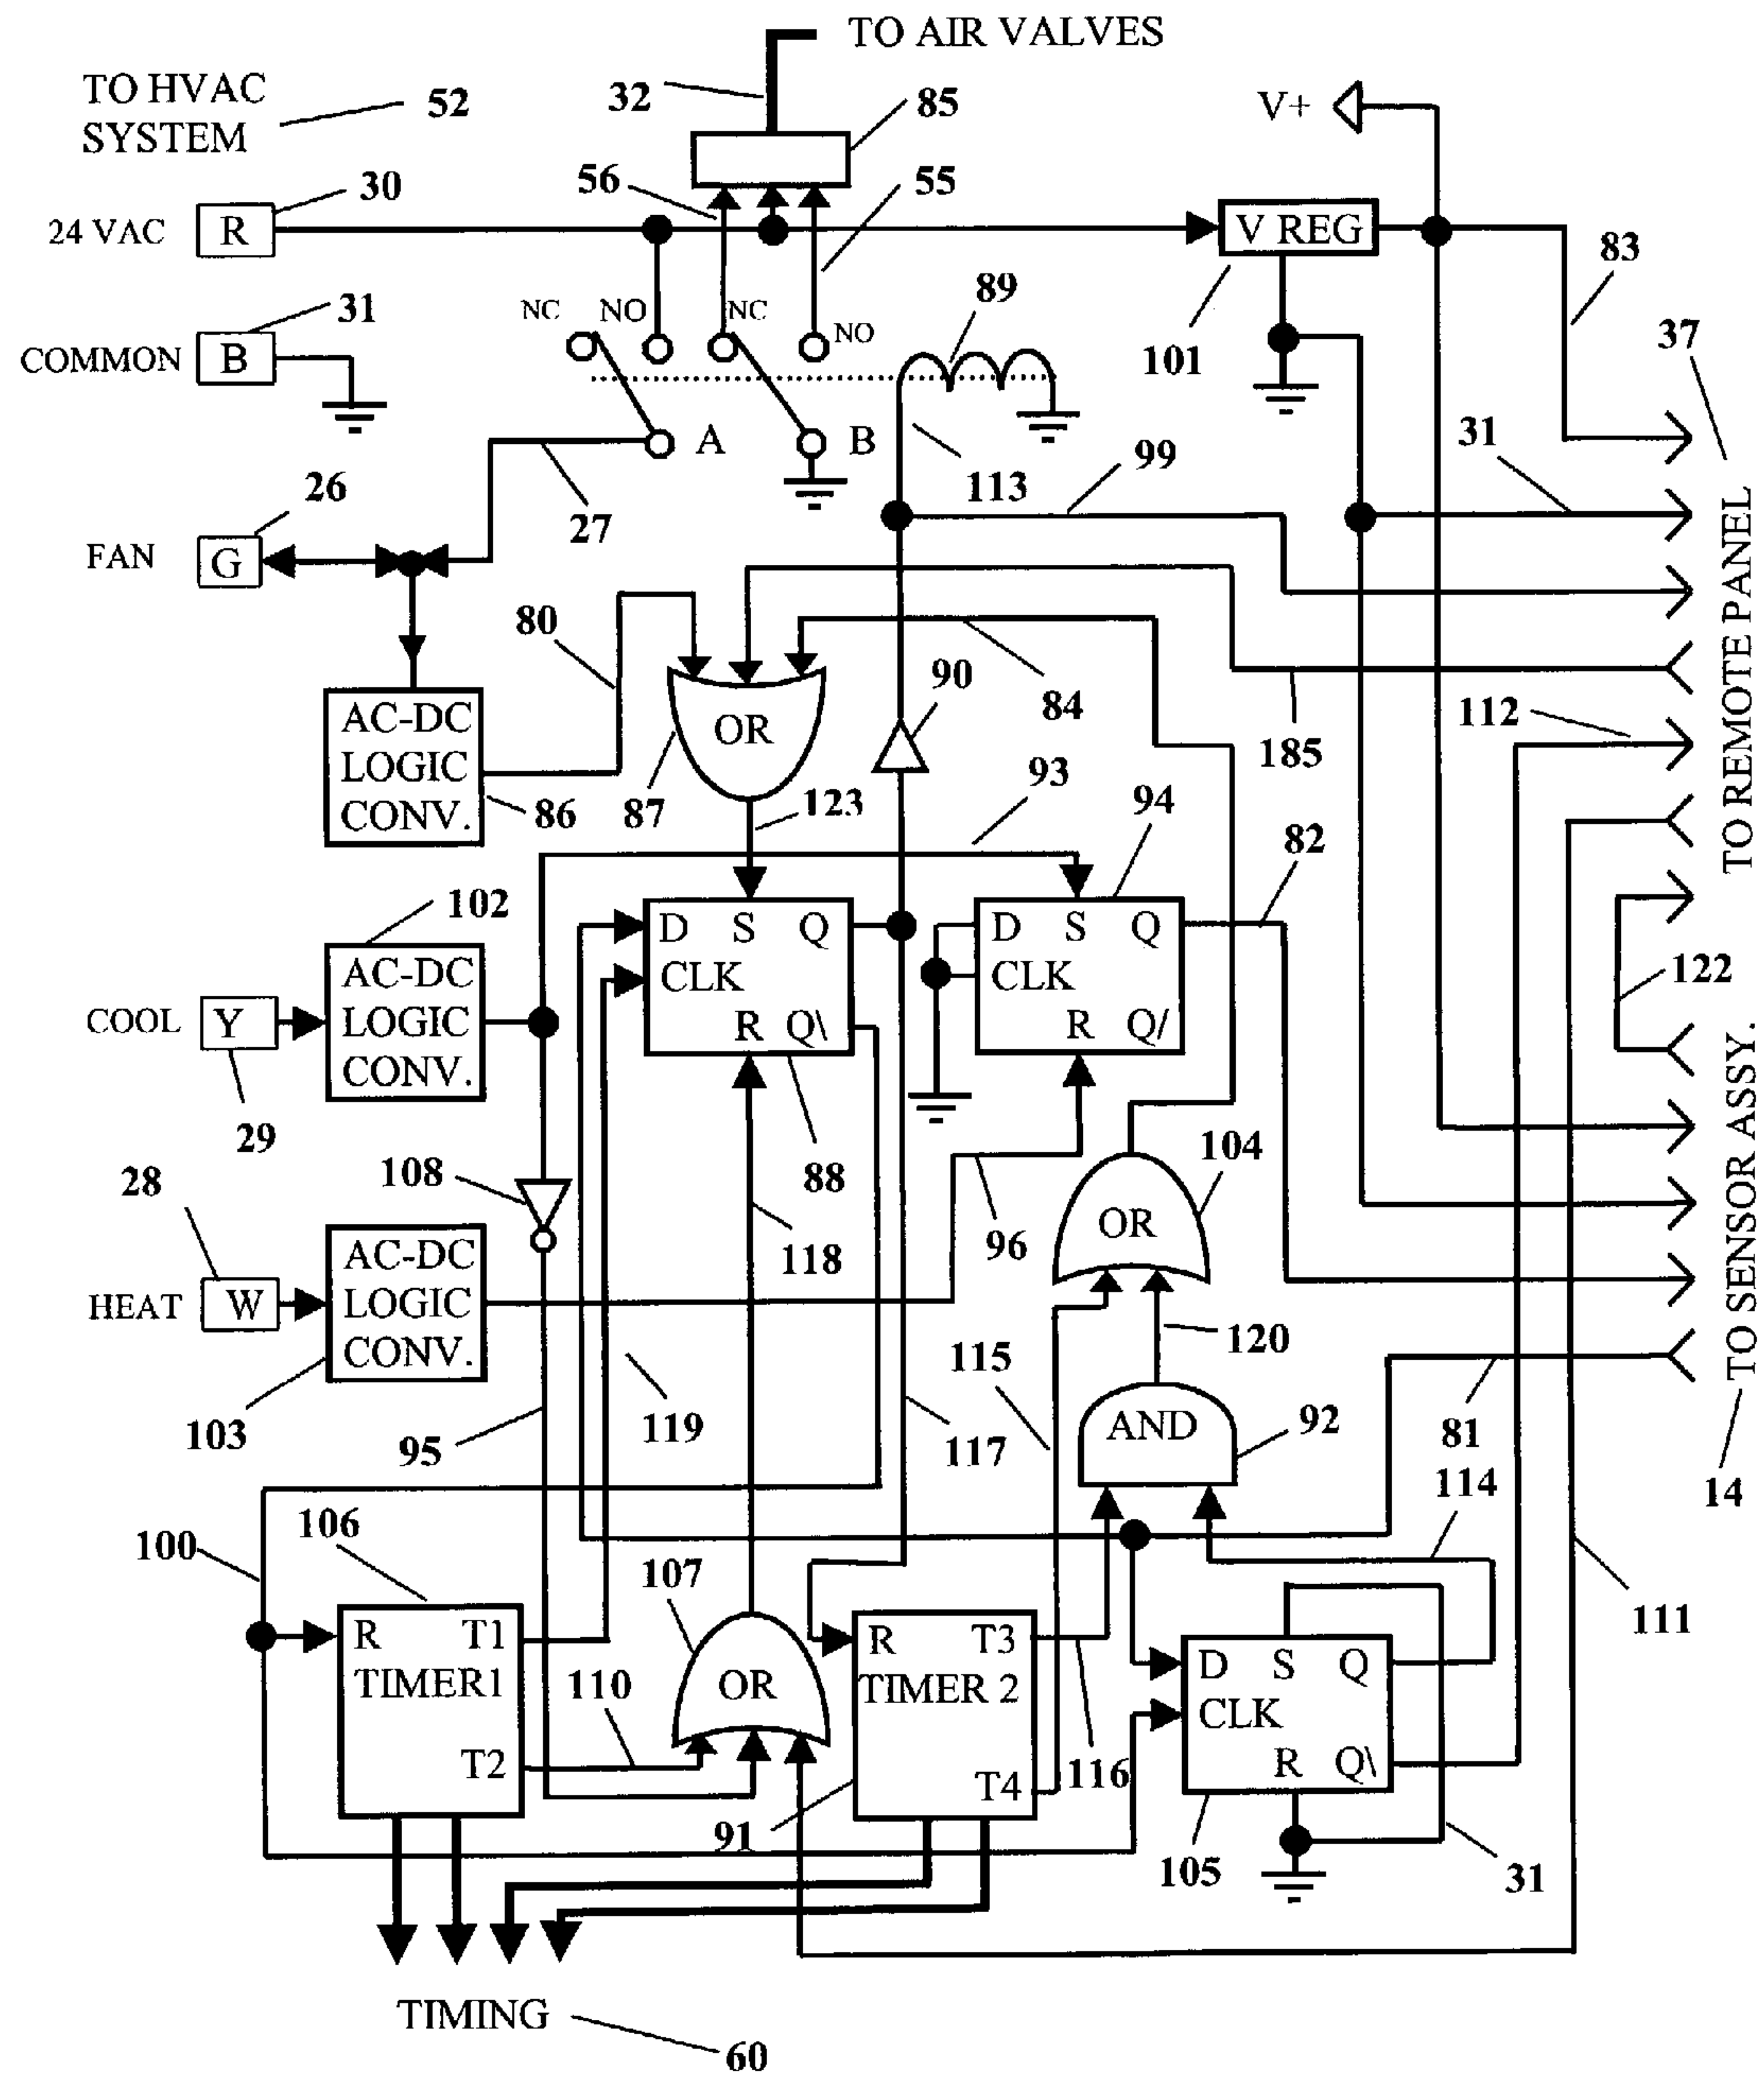 TO AIR VALVES
TO HVAC
SYSTEM
52
32
85
V+
30
56
55
24 VAC
R
V REG
83
31
NC
NO
NC
NO
89
COMMON
B
101
37
A
B
31
26
27
113
99
FAN
G
80
90
84
112
185
TO REMOTE PANEL
AC-DC
LOGIC
CONV.
86
OR
87
123
93
94
82
102
D
S
Q
CLK
R
Q\
D
S
Q
CLK
R
Q/
122
COOL
Y
AC-DC
LOGIC
CONV.
29
108
88
104
28
118
96
OR
HEAT
W
AC-DC
LOGIC
CONV.
120
115
TO SENSOR ASSY.
103
95
119
117
AND
92
81
114
14
100
106
107
111
R
T1
TIMER1
T2
110
OR
R
T3
TIMER 2
T4
116
D
S
Q
CLK
R
Q\
91
105
31
TIMING
60